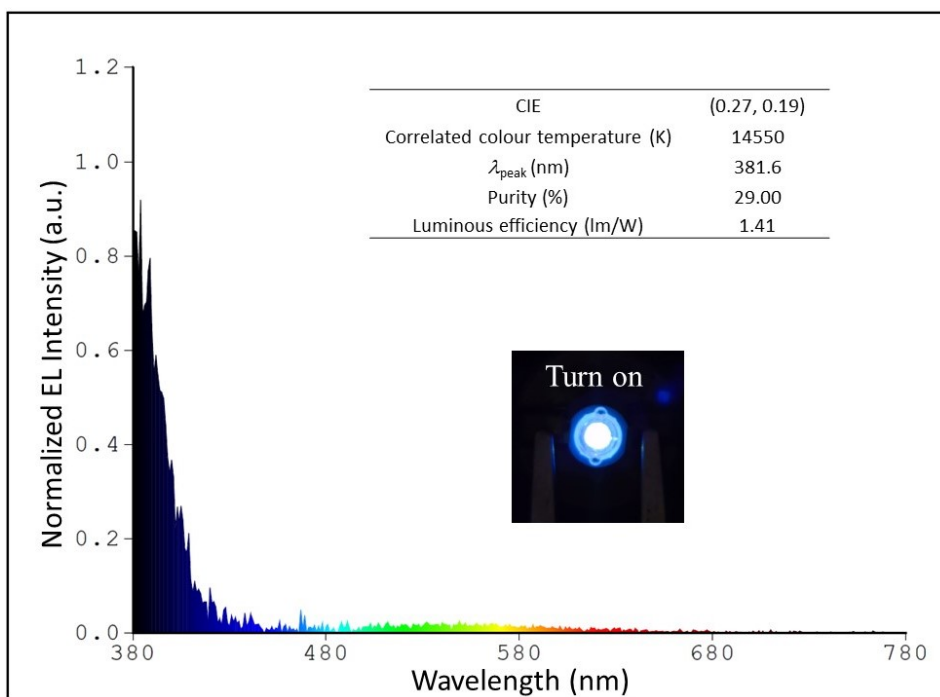 1.2
1.0
0.8
0.6
0.4
0.2
0.0
Normalized EL Intensity (a.u.)
CIE (0.27, 0.19)
Correlated colour temperature (K) 14550
λpeak (nm) 381.6
Purity (%) 29.00
Luminous efficiency (lm/W) 1.41
Turn on
380 480 580 680 780
Wavelength (nm)